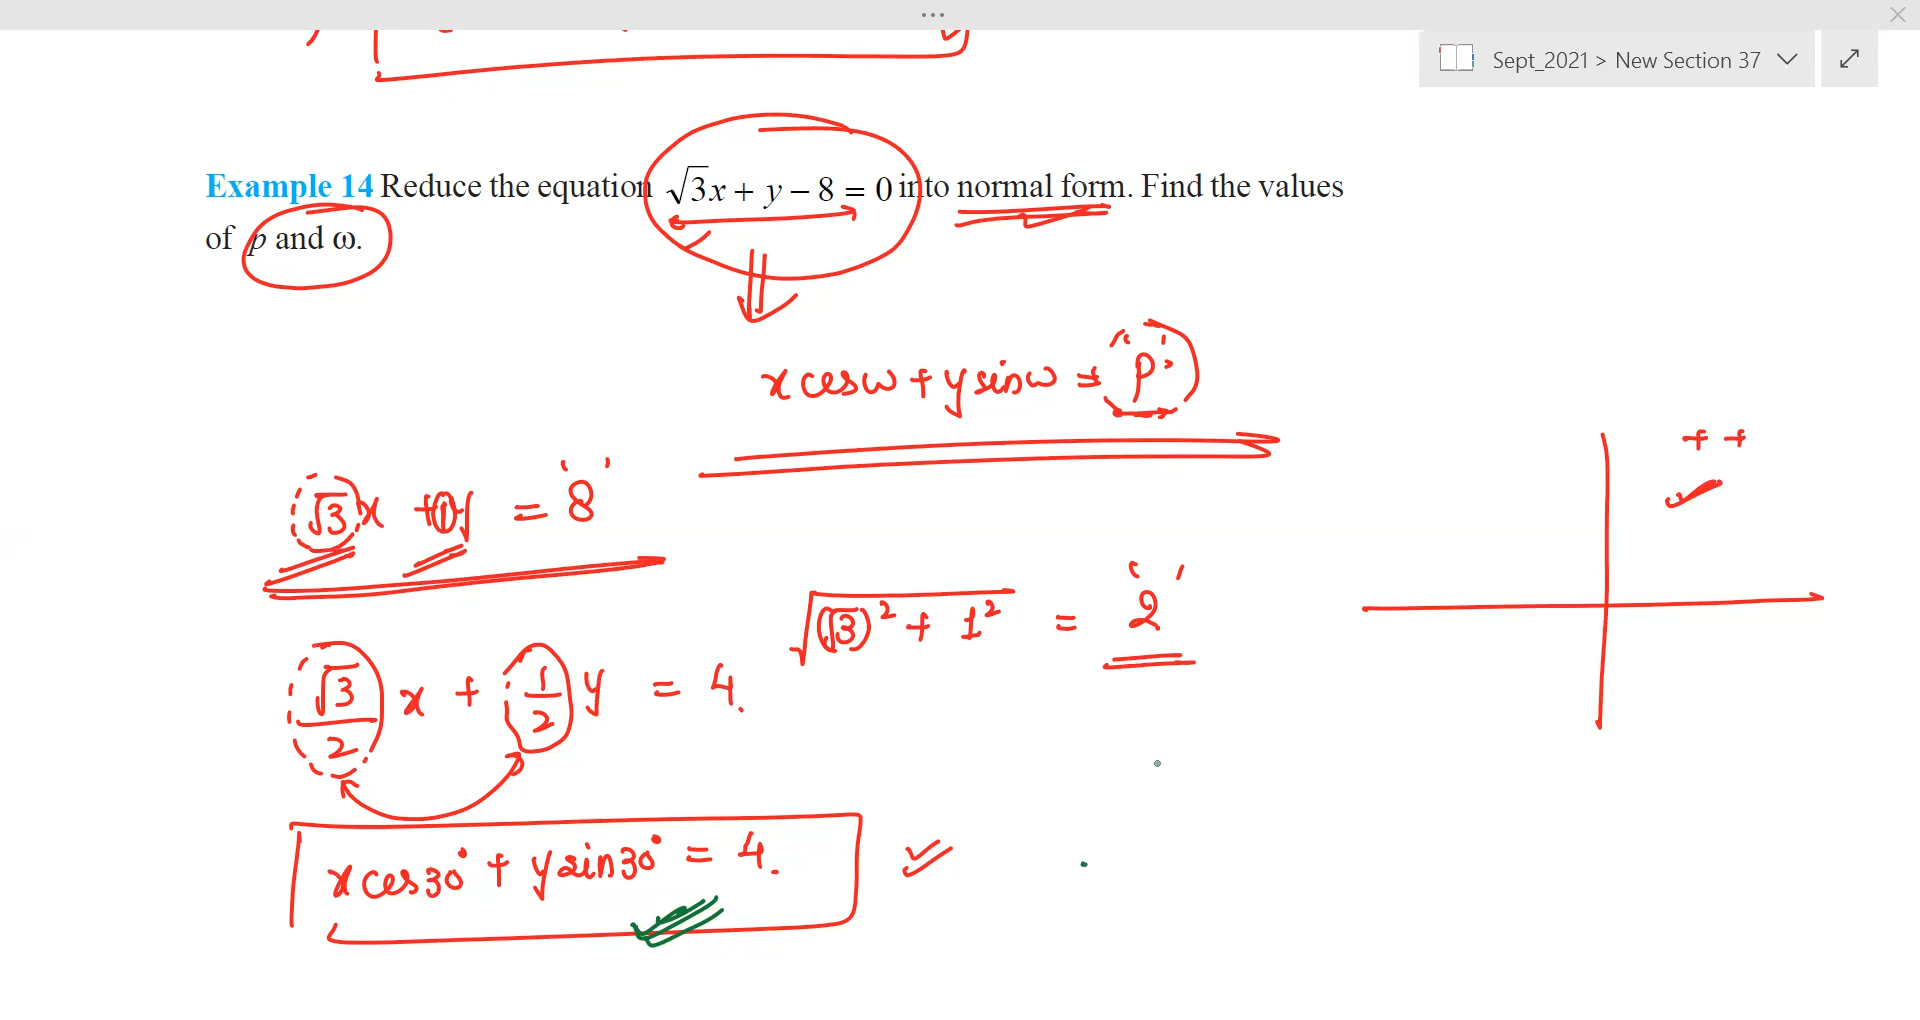 Sept_2021 > New Section 37
Example 14 Reduce the equation √3x + y − 8 = 0 into normal form. Find the values
of p and ω.
x cosω + y sinω = 'p'
+ +
√3x + 1y = '8'
√((√3)² + 1²) = '2'
√3/2 x + 1/2 y = 4.
x cos30° + y sin30° = 4.